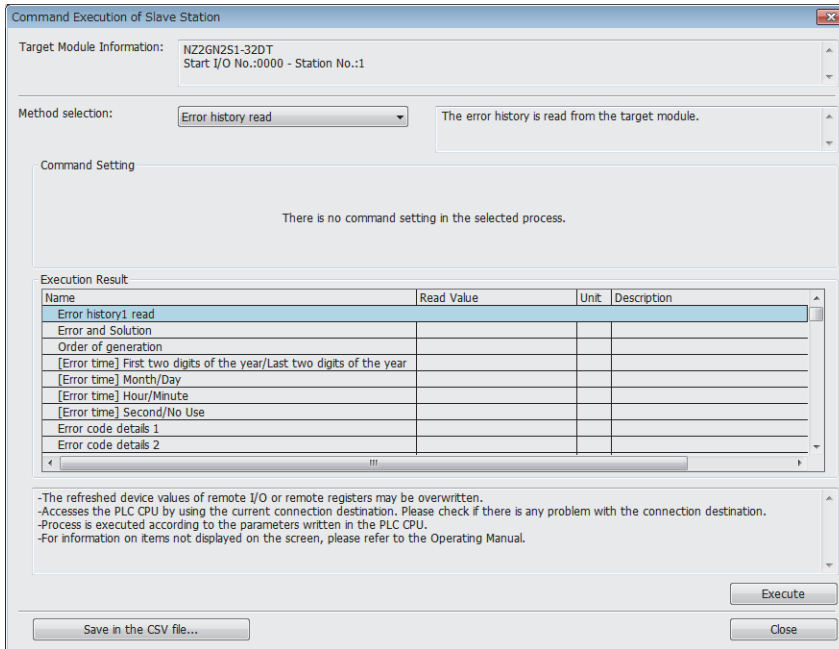 Command Execution of Slave Station
Target Module Information:
NZ2GN2S1-32DT
Start I/O No.:0000 - Station No.:1
Method selection:
Error history read
The error history is read from the target module.
Command Setting
There is no command setting in the selected process.
Execution Result
Name Read Value Unit Description
Error history1 read
Error and Solution
Order of generation
[Error time] First two digits of the year/Last two digits of the year
[Error time] Month/Day
[Error time] Hour/Minute
[Error time] Second/No Use
Error code details 1
Error code details 2
-The refreshed device values of remote I/O or remote registers may be overwritten.
-Accesses the PLC CPU by using the current connection destination. Please check if there is any problem with the connection destination.
-Process is executed according to the parameters written in the PLC CPU.
-For information on items not displayed on the screen, please refer to the Operating Manual.
Execute
Save in the CSV file...
Close